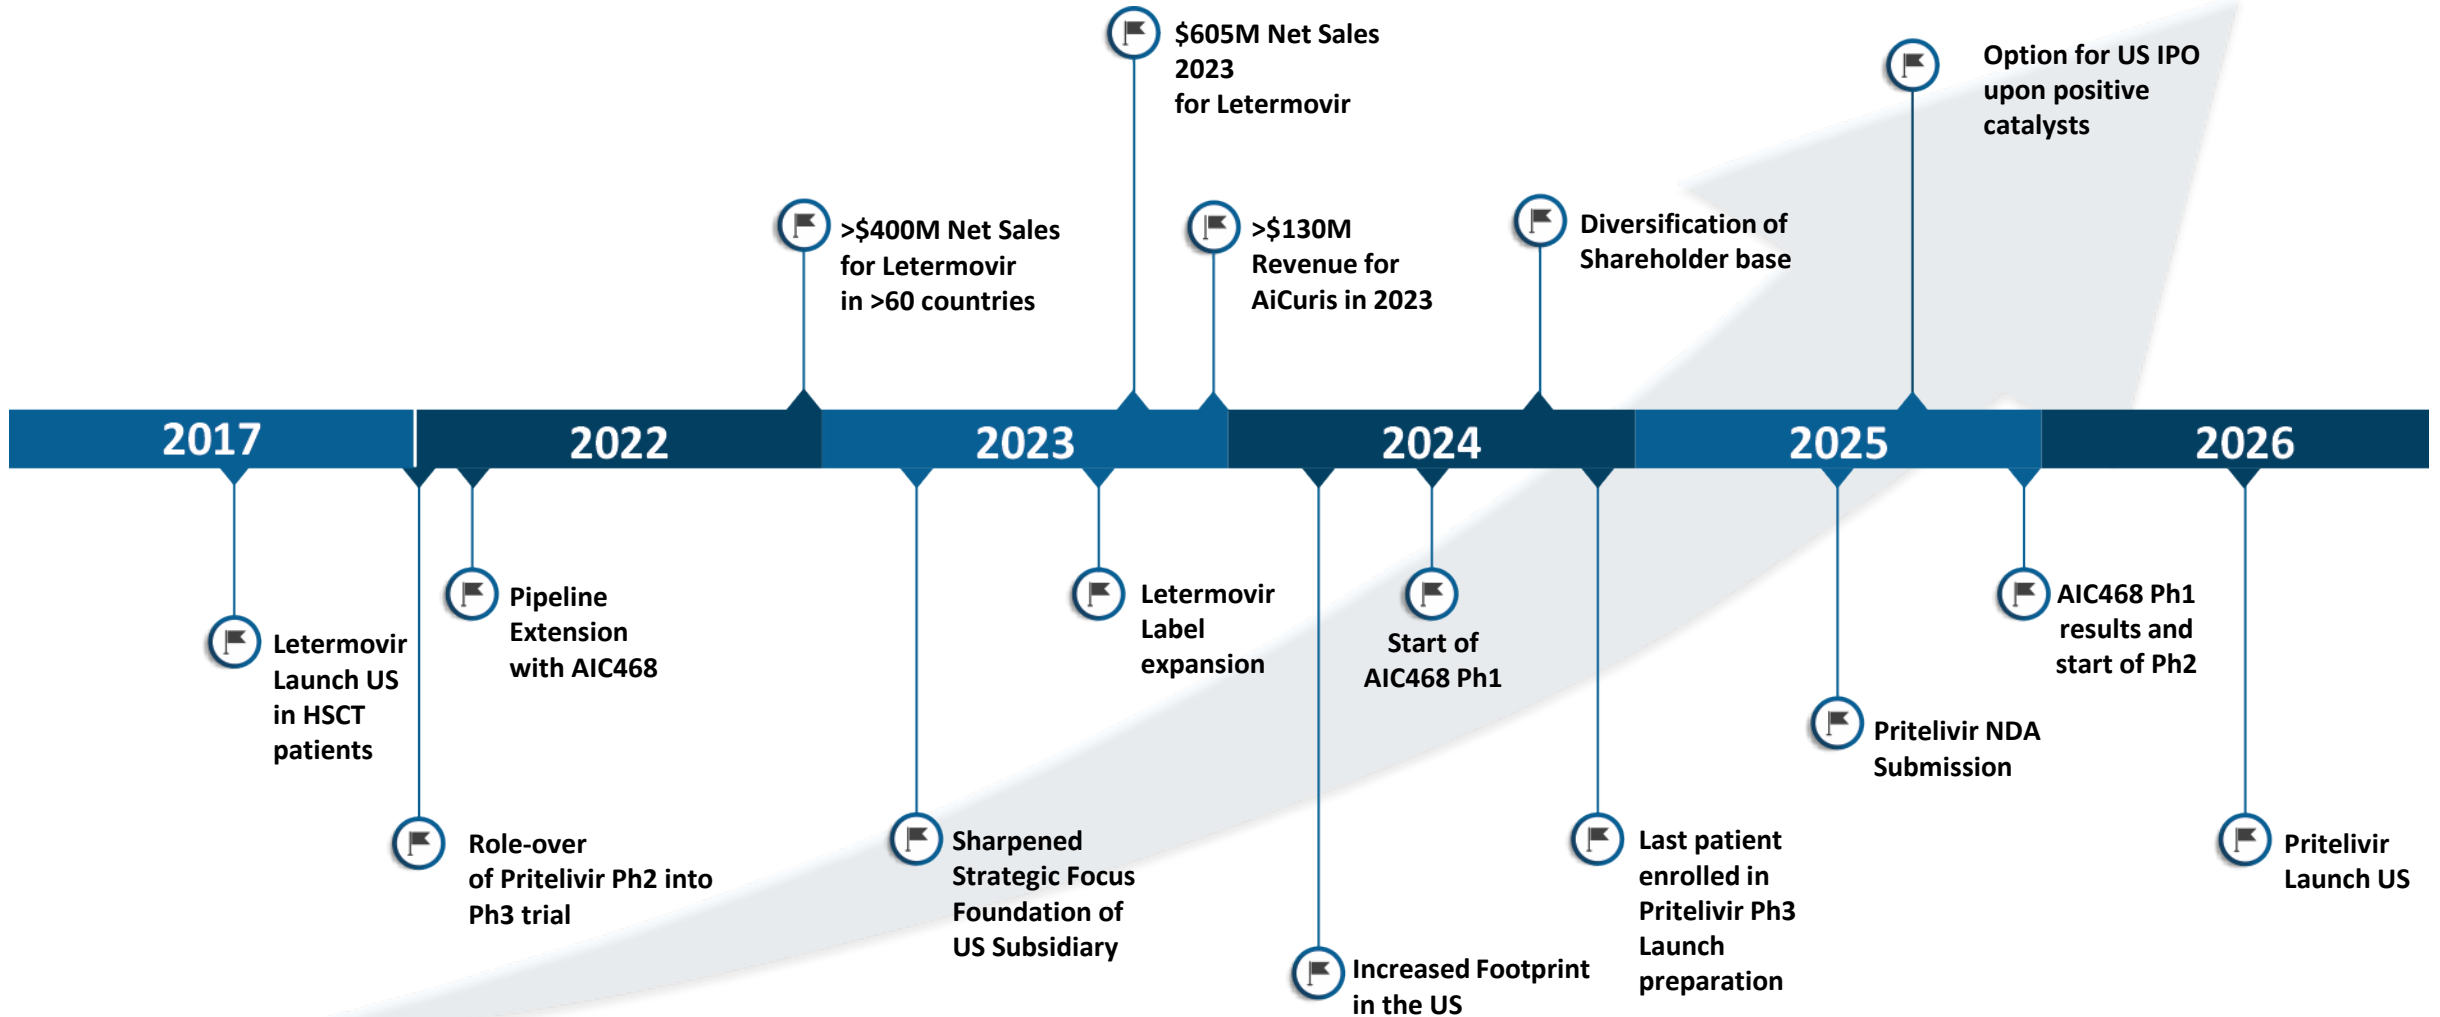 $605M Net Sales
2023
for Letermovir
Option for US IPO
upon positive
catalysts
>$400M Net Sales
for Letermovir
in >60 countries
>$130M
Revenue for
AiCuris in 2023
Diversification of
Shareholder base
2017
2022
2023
2024
2025
2026
Letermovir
Launch US
in HSCT
patients
Role-over
of Pritelivir Ph2 into
Ph3 trial
Pipeline
Extension
with AIC468
Sharpened
Strategic Focus
Foundation of
US Subsidiary
Letermovir
Label
expansion
Increased Footprint
in the US
Start of
AIC468 Ph1
Last patient
enrolled in
Pritelivir Ph3
Launch
preparation
Pritelivir NDA
Submission
AIC468 Ph1
results and
start of Ph2
Pritelivir
Launch US